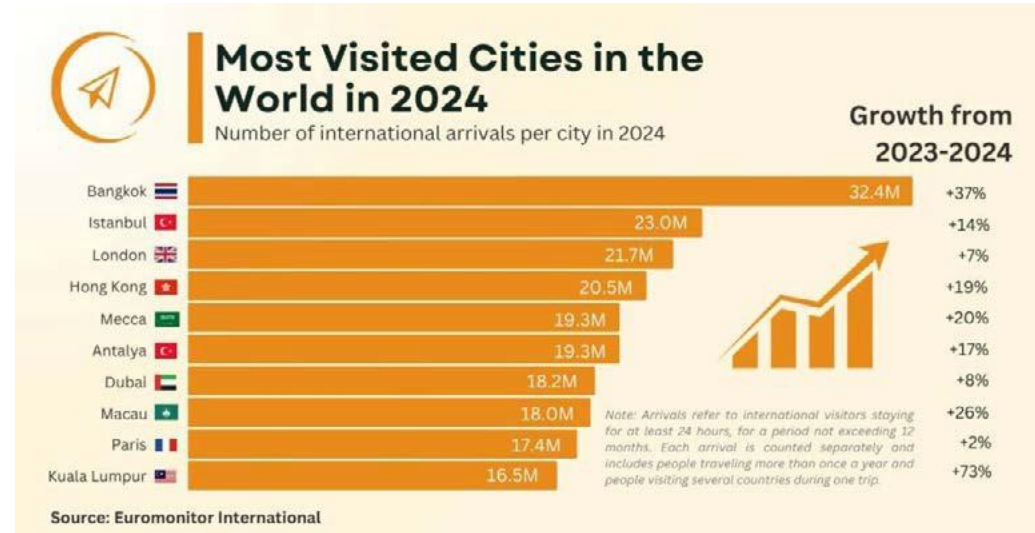 Most Visited Cities in the
World in 2024
Number of international arrivals per city in 2024
Growth from
2023-2024
Bangkok 32.4M +37%
Istanbul 23.0M +14%
London 21.7M +7%
Hong Kong 20.5M +19%
Mecca 19.3M +20%
Antalya 19.3M +17%
Dubal 18.2M +8%
Macau 18.0M +26%
Paris 17.4M +2%
Kuala Lumpur 16.5M +73%
Note: Arrivals refer to international visitors staying
for at least 24 hours, for a period not exceeding 12
months. Each arrival is counted separately and
includes people traveling more than once a year and
people visiting several countries during one trip.
Source: Euromonitor International